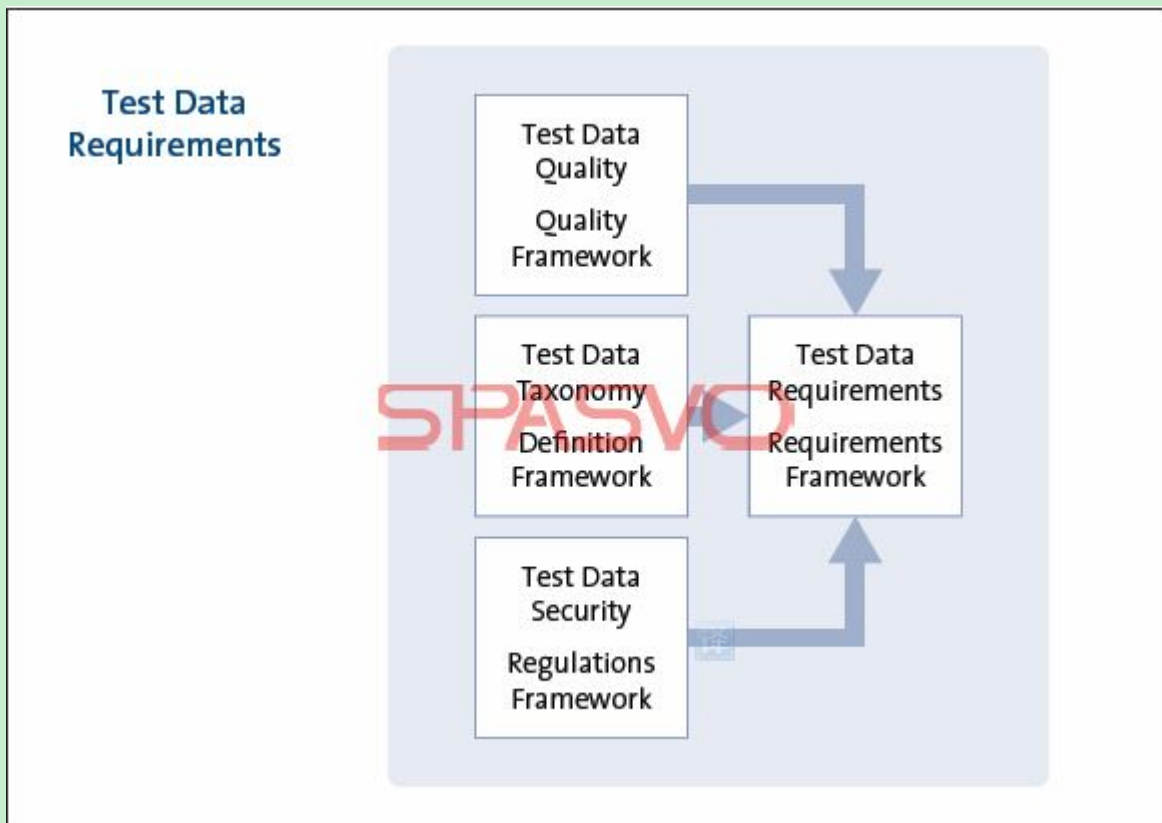 Test Data
Requirements
Test Data
Quality
Quality
Framework
Test Data
Taxonomy
Definition
Framework
Test Data
Requirements
Requirements
Framework
SPASVO
Test Data
Security
Regulations
Framework